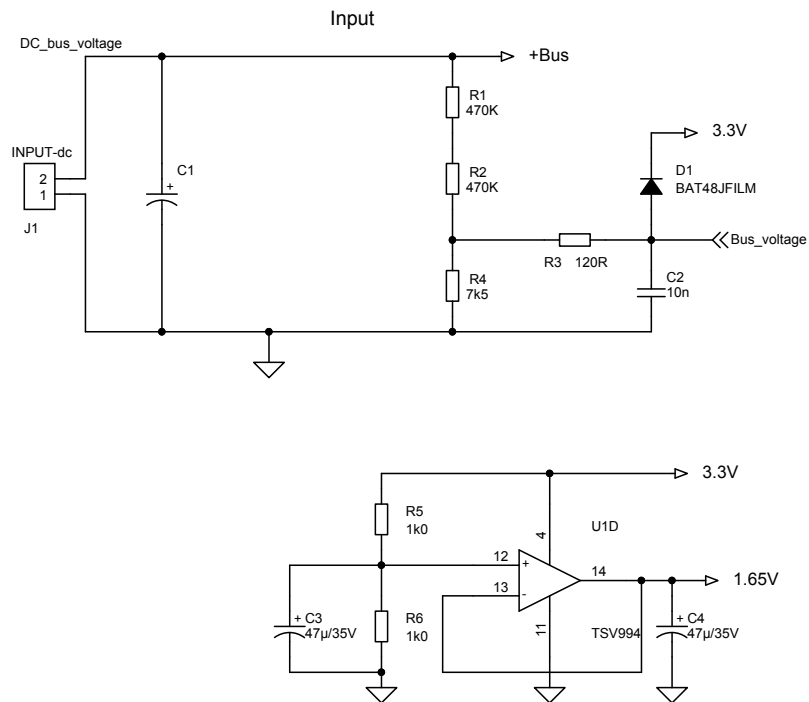 Input
DC_bus_voltage
+Bus
R1
470K
3.3V
INPUT-dc
C1
+
R2
470K
D1
BAT48JFILM
2
1
J1
Bus_voltage
R3 120R
R4
7k5
C2
10n
3.3V
R5
1k0
4
U1D
12
+
14
1.65V
13
-
+
C3
47µ/35V
R6
1k0
11
TSV994
+
C4
47µ/35V